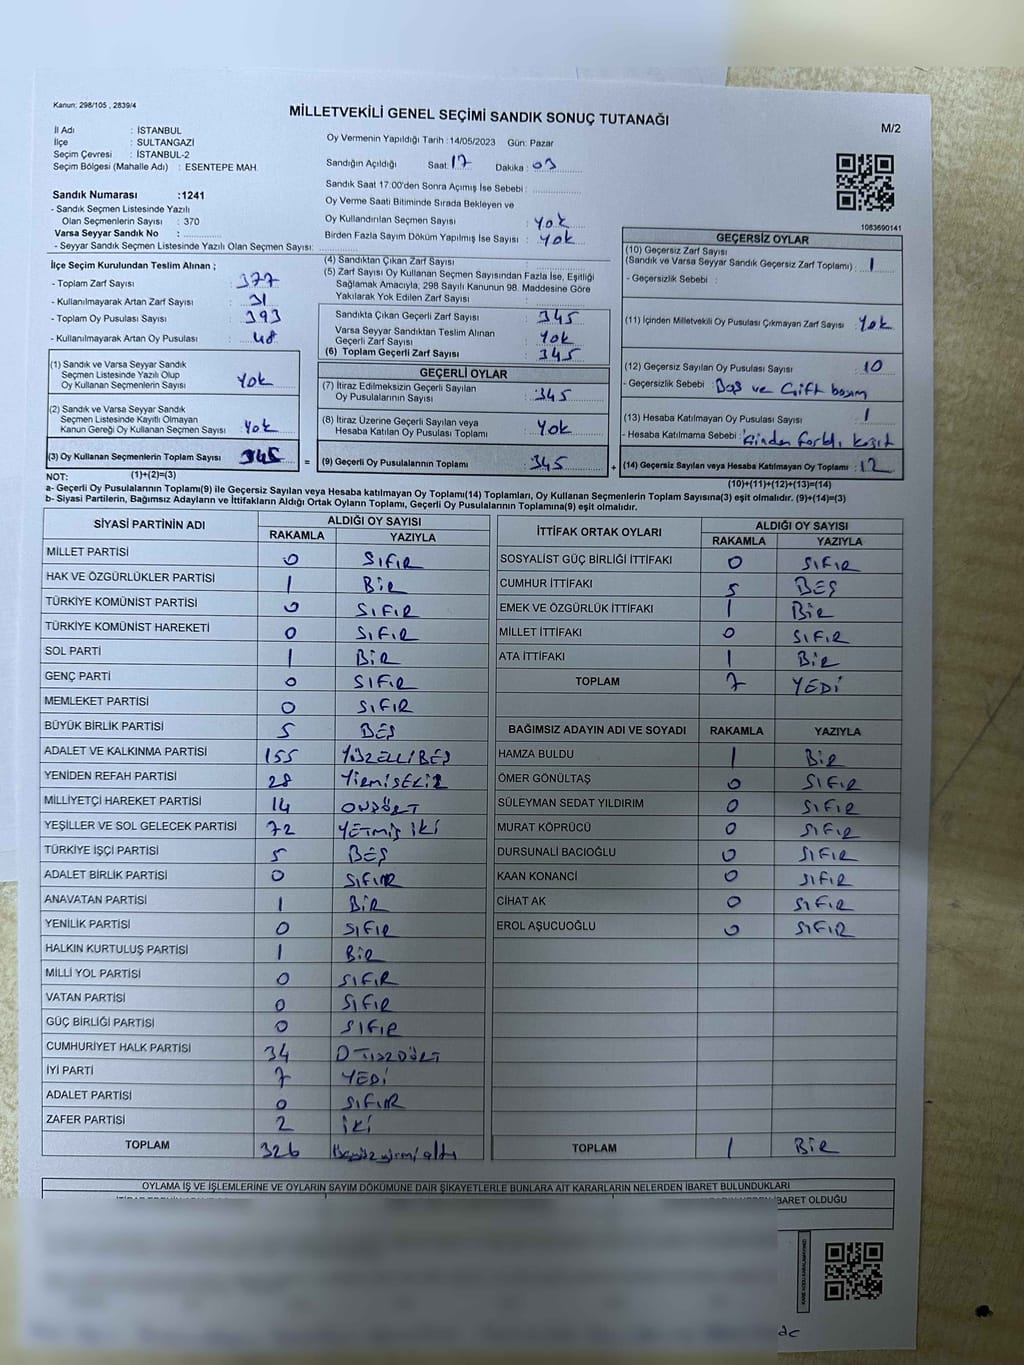 Kanun: 298/105 , 2839/4
MİLLETVEKİLİ GENEL SEÇİMİ SANDIK SONUÇ TUTANAĞI
M/2
İl Adı : İSTANBUL
İlçe : SULTANGAZİ
Seçim Çevresi : İSTANBUL-2
Seçim Bölgesi (Mahalle Adı) : ESENTEPE MAH.
Sandık Numarası :1241
- Sandık Seçmen Listesinde Yazılı
Olan Seçmenlerin Sayısı : 370
Varsa Seyyar Sandık No :
- Seyyar Sandık Seçmen Listesinde Yazılı Olan Seçmen Sayısı:
Oy Vermenin Yapıldığı Tarih : 14/05/2023 Gün: Pazar
Sandığın Açıldığı Saat: 17 Dakika : 03
Sandık Saat 17:00'den Sonra Açımış İse Sebebi :
Oy Verme Saati Bitiminde Sırada Bekleyen ve
Oy Kullandırılan Seçmen Sayısı : Yok
Birden Fazla Sayım Döküm Yapılmış İse Sayısı : Yok
1083690141
İlçe Seçim Kurulundan Teslim Alınan ;
- Toplam Zarf Sayısı : 377
- Kullanılmayarak Artan Zarf Sayısı : 31
- Toplam Oy Pusulası Sayısı : 393
- Kullanılmayarak Artan Oy Pusulası : 48
(1) Sandık ve Varsa Seyyar Sandık
Seçmen Listesinde Yazılı Olup
Oy Kullanan Seçmenlerin Sayısı : Yok
(2) Sandık ve Varsa Seyyar Sandık
Seçmen Listesinde Kayıtlı Olmayan
Kanun Gereği Oy Kullanan Seçmen Sayısı : Yok
(3) Oy Kullanan Seçmenlerin Toplam Sayısı : 345
(1)+(2)=(3)
(4) Sandıktan Çıkan Zarf Sayısı :
(5) Zarf Sayısı Oy Kullanan Seçmen Sayısından Fazla İse, Eşitliği
Sağlamak Amacıyla, 298 Sayılı Kanunun 98. Maddesine Göre
Yakılarak Yok Edilen Zarf Sayısı :
Sandıkta Çıkan Geçerli Zarf Sayısı : 345
Varsa Seyyar Sandıktan Teslim Alınan
Geçerli Zarf Sayısı : Yok
(6) Toplam Geçerli Zarf Sayısı : 345
GEÇERLİ OYLAR
(7) İtiraz Edilmeksizin Geçerli Sayılan
Oy Pusulalarının Sayısı : 345
(8) İtiraz Üzerine Geçerli Sayılan veya
Hesaba Katılan Oy Pusulası Toplamı : Yok
= (9) Geçerli Oy Pusulalarının Toplamı : 345 +
GEÇERSİZ OYLAR
(10) Geçersiz Zarf Sayısı
(Sandık ve Varsa Seyyar Sandık Geçersiz Zarf Toplamı) : 1
- Geçersizlik Sebebi :
(11) İçinden Milletvekili Oy Pusulası Çıkmayan Zarf Sayısı : Yok
(12) Geçersiz Sayılan Oy Pusulası Sayısı : 10
- Geçersizlik Sebebi : Boş ve Çift basım
(13) Hesaba Katılmayan Oy Pusulası Sayısı : 1
- Hesaba Katılmama Sebebi : içinden farklı kağıt
(14) Geçersiz Sayılan veya Hesaba Katılmayan Oy Toplamı : 12
(10)+(11)+(12)+(13)=(14)
NOT:
a- Geçerli Oy Pusulalarının Toplamı(9) ile Geçersiz Sayılan veya Hesaba katılmayan Oy Toplamı(14) Toplamları, Oy Kullanan Seçmenlerin Toplam Sayısına(3) eşit olmalıdır. (9)+(14)=(3)
b- Siyasi Partilerin, Bağımsız Adayların ve İttifakların Aldığı Ortak Oyların Toplamı, Geçerli Oy Pusulalarının Toplamına(9) eşit olmalıdır.
SİYASİ PARTİNİN ADI ALDIĞI OY SAYISI
RAKAMLA YAZIYLA
MİLLET PARTİSİ 0 SIFIR
HAK VE ÖZGÜRLÜKLER PARTİSİ 1 BİR
TÜRKİYE KOMÜNİST PARTİSİ 0 SIFIR
TÜRKİYE KOMÜNİST HAREKETİ 0 SIFIR
SOL PARTİ 1 BİR
GENÇ PARTİ 0 SIFIR
MEMLEKET PARTİSİ 0 SIFIR
BÜYÜK BİRLİK PARTİSİ 5 BEŞ
ADALET VE KALKINMA PARTİSİ 155 YÜZELLİBEŞ
YENİDEN REFAH PARTİSİ 28 YİRMİSEKİZ
MİLLİYETÇİ HAREKET PARTİSİ 14 ONDÖRT
YEŞİLLER VE SOL GELECEK PARTİSİ 72 YETMİŞ İKİ
TÜRKİYE İŞÇİ PARTİSİ 5 BEŞ
ADALET BİRLİK PARTİSİ 0 SIFIR
ANAVATAN PARTİSİ 1 BİR
YENİLİK PARTİSİ 0 SIFIR
HALKIN KURTULUŞ PARTİSİ 1 BİR
MİLLİ YOL PARTİSİ 0 SIFIR
VATAN PARTİSİ 0 SIFIR
GÜÇ BİRLİĞİ PARTİSİ 0 SIFIR
CUMHURİYET HALK PARTİSİ 34 OTUZDÖRT
İYİ PARTİ 7 YEDİ
ADALET PARTİSİ 0 SIFIR
ZAFER PARTİSİ 2 İKİ
TOPLAM 326
İTTİFAK ORTAK OYLARI ALDIĞI OY SAYISI
RAKAMLA YAZIYLA
SOSYALİST GÜÇ BİRLİĞİ İTTİFAKI 0 SIFIR
CUMHUR İTTİFAKI 5 BEŞ
EMEK VE ÖZGÜRLÜK İTTİFAKI 1 BİR
MİLLET İTTİFAKI 0 SIFIR
ATA İTTİFAKI 1 BİR
TOPLAM 7 YEDİ
BAĞIMSIZ ADAYIN ADI VE SOYADI RAKAMLA YAZIYLA
HAMZA BULDU 1 BİR
ÖMER GÖNÜLTAŞ 0 SIFIR
SÜLEYMAN SEDAT YILDIRIM 0 SIFIR
MURAT KÖPRÜCÜ 0 SIFIR
DURSUNALİ BACIOĞLU 0 SIFIR
KAAN KONANCİ 0 SIFIR
CİHAT AK 0 SIFIR
EROL AŞUCUOĞLU 0 SIFIR
TOPLAM 1 BİR
OYLAMA İŞ VE İŞLEMLERİNE VE OYLARIN SAYIM DÖKÜMÜNE DAİR ŞİKAYETLERLE BUNLARA AİT KARARLARIN NELERDEN İBARET BULUNDUKLARI
İBARET OLDUĞU